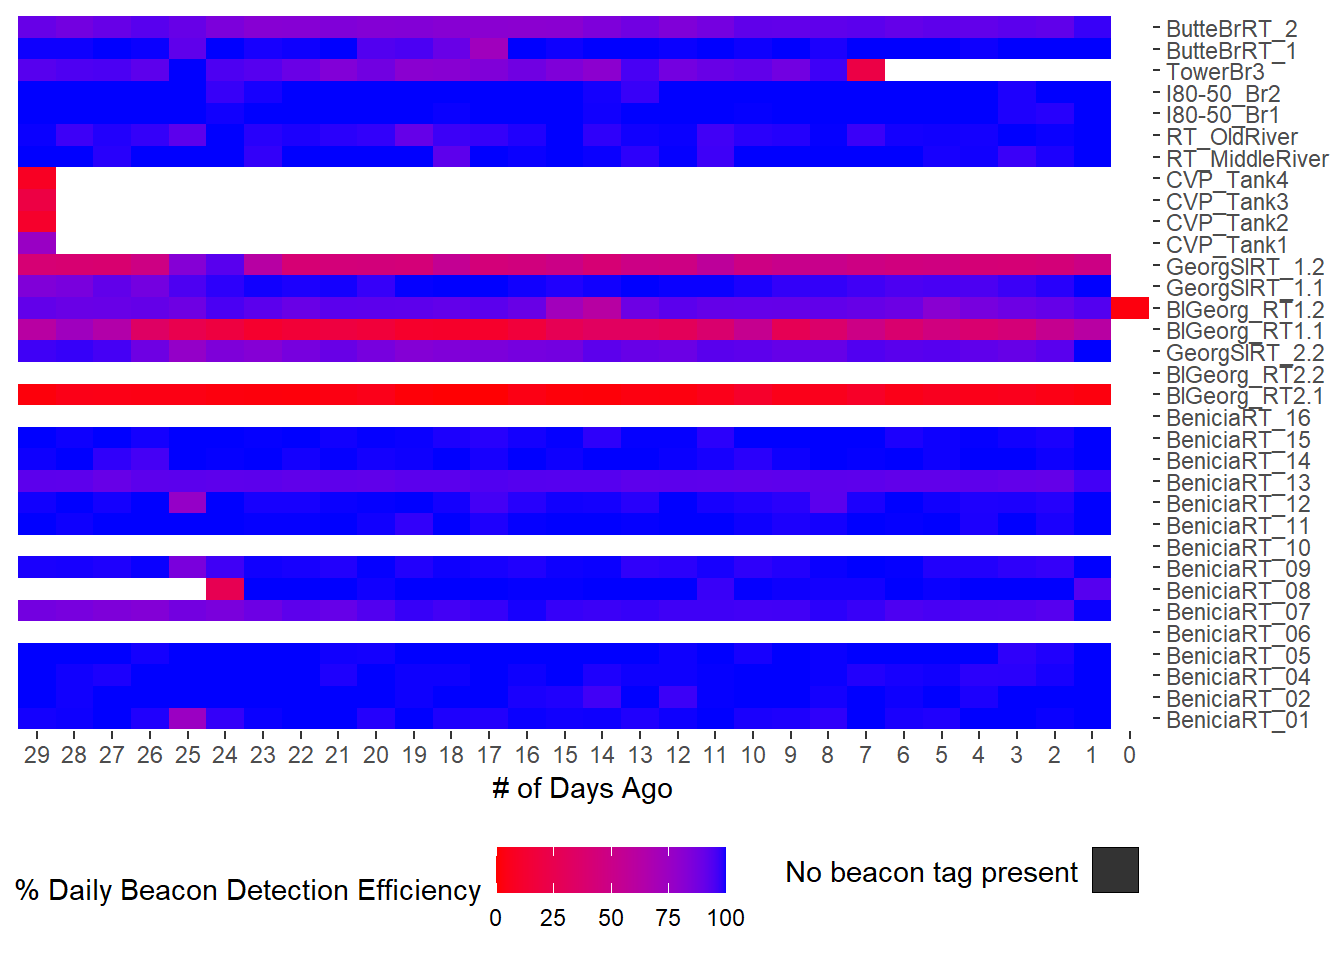 ButteBrRT_2
ButteBrRT_1
TowerBr3
I80-50_Br2
I80-50_Br1
RT_OldRiver
RT_MiddleRiver
CVP_Tank4
CVP_Tank3
CVP_Tank2
CVP_Tank1
GeorgSlRT_1.2
GeorgSlRT_1.1
BlGeorg_RT1.2
BlGeorg_RT1.1
GeorgSlRT_2.2
BlGeorg_RT2.2
BlGeorg_RT2.1
BeniciaRT_16
BeniciaRT_15
BeniciaRT_14
BeniciaRT_13
BeniciaRT_12
BeniciaRT_11
BeniciaRT_10
BeniciaRT_09
BeniciaRT_08
BeniciaRT_07
BeniciaRT_06
BeniciaRT_05
BeniciaRT_04
BeniciaRT_02
BeniciaRT_01
29 28 27 26 25 24 23 22 21 20 19 18 17 16 15 14 13 12 11 10 9 8 7 6 5 4 3 2 1 0
# of Days Ago
% Daily Beacon Detection Efficiency
0 25 50 75 100
No beacon tag present